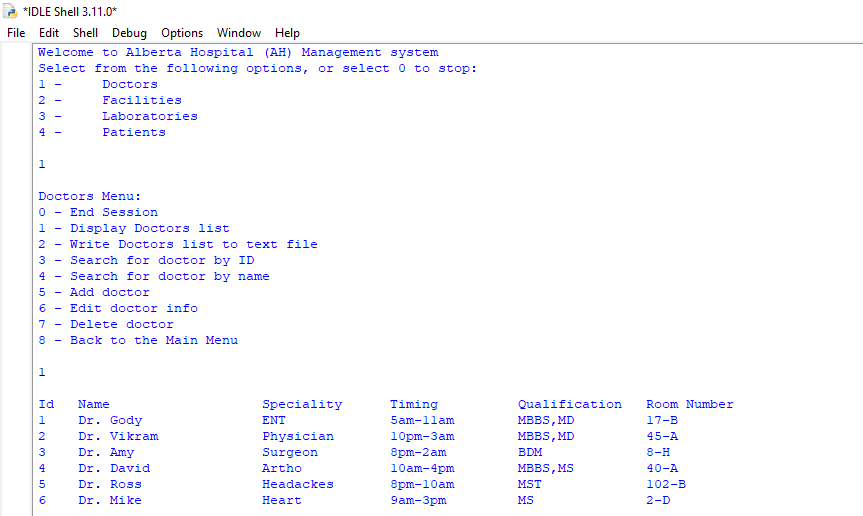 *IDLE Shell 3.11.0*
File Edit Shell Debug Options Window Help
Welcome to Alberta Hospital (AH) Management system
Select from the following options, or select 0 to stop:
1 -     Doctors
2 -     Facilities
3 -     Laboratories
4 -     Patients
1
Doctors Menu:
0 - End Session
1 - Display Doctors list
2 - Write Doctors list to text file
3 - Search for doctor by ID
4 - Search for doctor by name
5 - Add doctor
6 - Edit doctor info
7 - Delete doctor
8 - Back to the Main Menu
1
Id   Name                   Speciality      Timing          Qualification   Room Number
1    Dr. Gody               ENT             5am-11am        MBBS,MD         17-B
2    Dr. Vikram             Physician       10pm-3am        MBBS,MD         45-A
3    Dr. Amy                Surgeon         8pm-2am         BDM             8-H
4    Dr. David              Artho           10am-4pm        MBBS,MS         40-A
5    Dr. Ross               Headackes       8pm-10am        MST             102-B
6    Dr. Mike               Heart           9am-3pm         MS              2-D